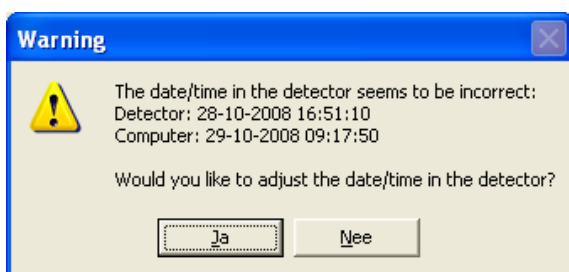 Warning
The date/time in the detector seems to be incorrect:
Detector: 28-10-2008 16:51:10
Computer: 29-10-2008 09:17:50
Would you like to adjust the date/time in the detector?
Ja
Nee